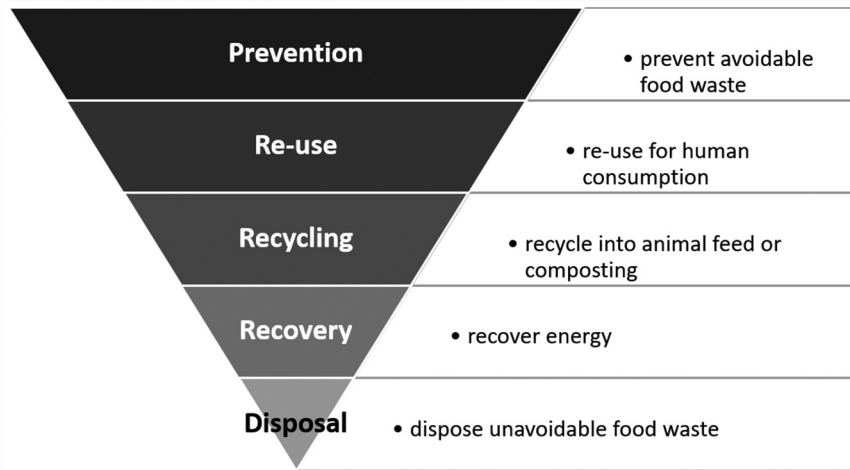 Prevention
• prevent avoidable
food waste
Re-use
• re-use for human
consumption
Recycling
• recycle into animal feed or
composting
Recovery
• recover energy
Disposal
• dispose unavoidable food waste